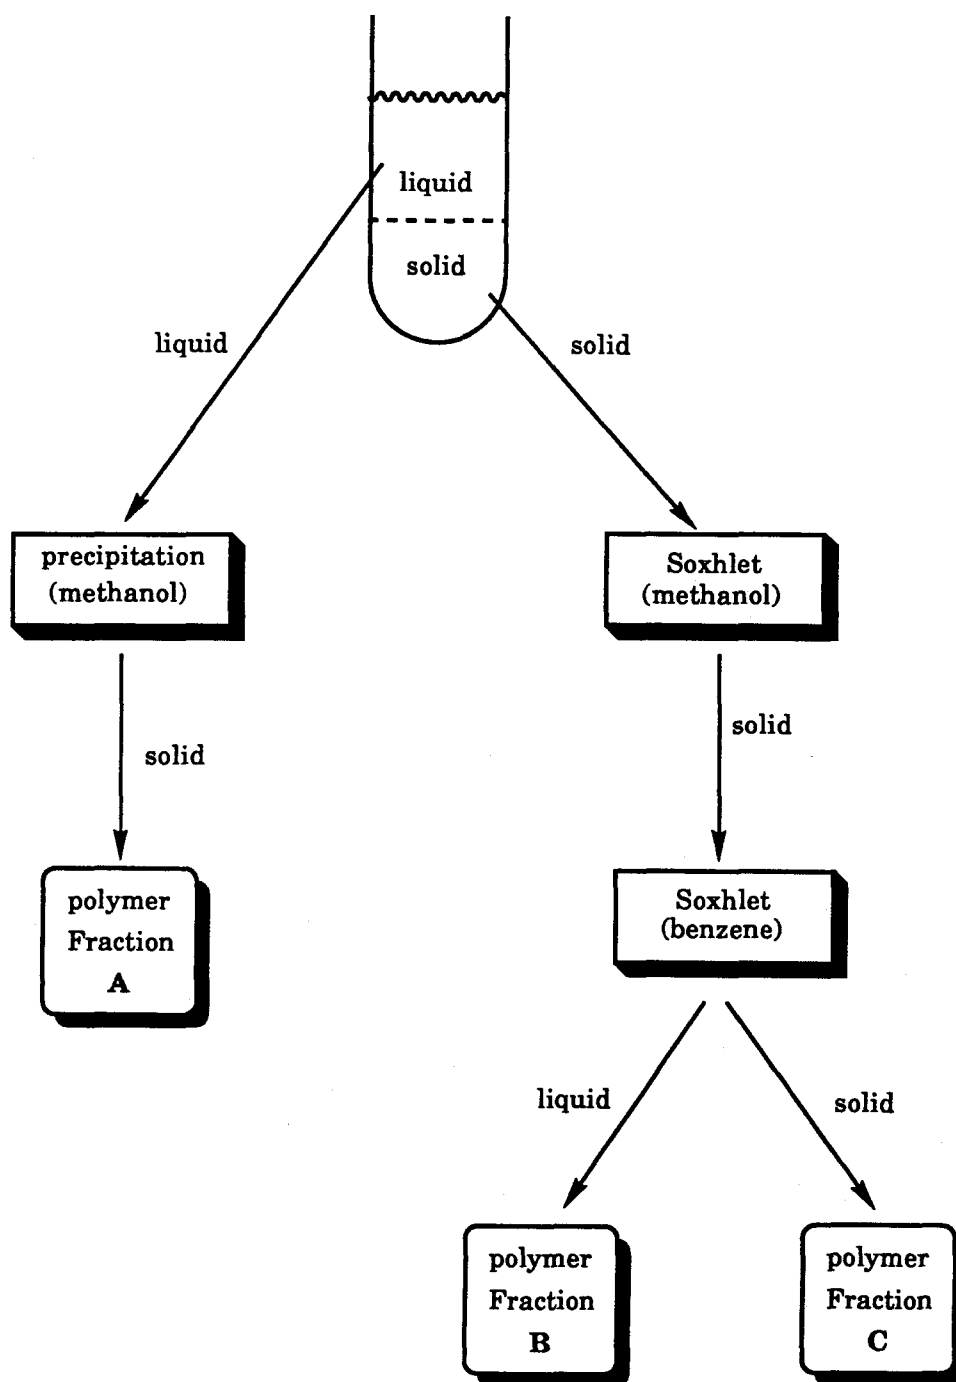 liquid
solid
liquid
solid
precipitation
(methanol)
Soxhlet
(methanol)
solid
solid
polymer
Fraction
A
Soxhlet
(benzene)
liquid
solid
polymer
Fraction
B
polymer
Fraction
C